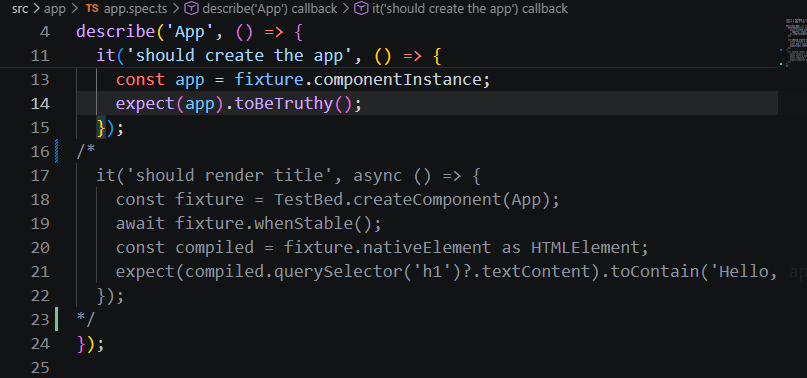 src > app > TS app.spec.ts > describe('App') callback > it('should create the app') callback
4 describe('App', () => {
11 it('should create the app', () => {
13 const app = fixture.componentInstance;
14 expect(app).toBeTruthy();
15 });
16 /*
17 it('should render title', async () => {
18 const fixture = TestBed.createComponent(App);
19 await fixture.whenStable();
20 const compiled = fixture.nativeElement as HTMLElement;
21 expect(compiled.querySelector('h1')?.textContent).toContain('Hello, ap
22 });
23 */
24 });
25